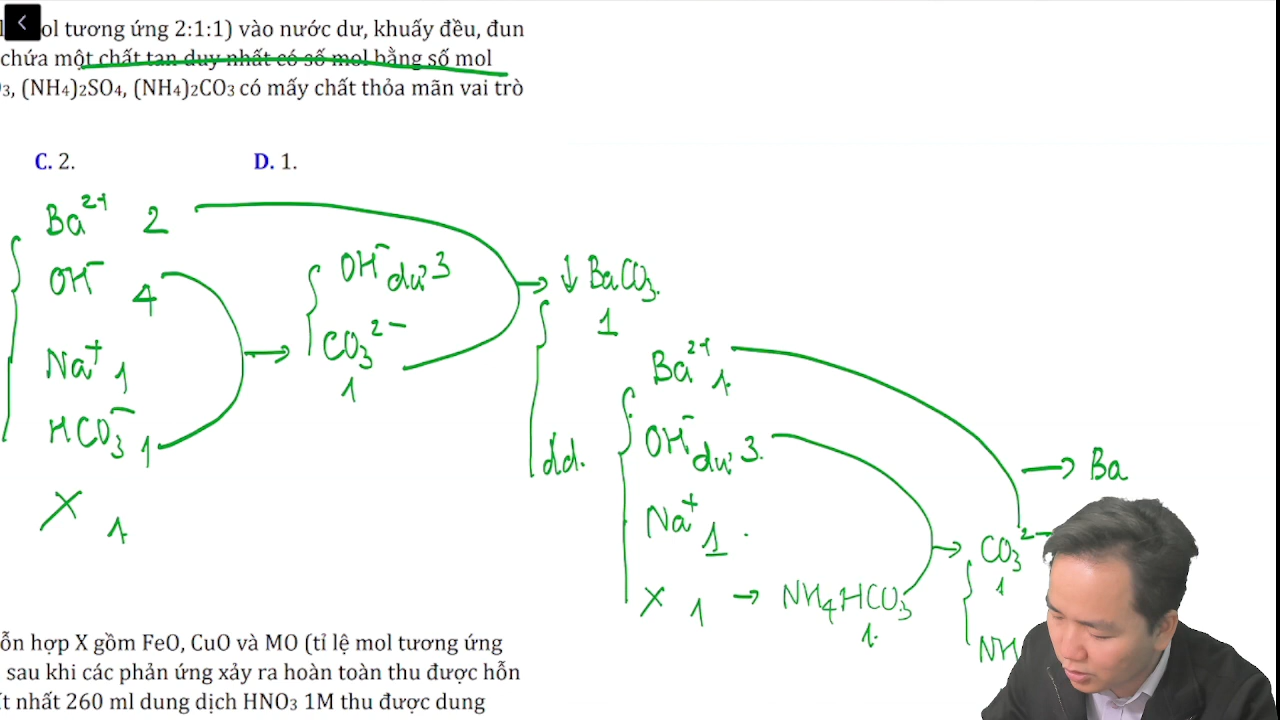 ol tương ứng 2:1:1) vào nước dư, khuấy đều, đun
chứa một chất tan duy nhất có số mol bằng số mol
3, (NH4)2SO4, (NH4)2CO3 có mấy chất thỏa mãn vai trò
C. 2. D. 1.
Ba²⁺ 2
OH⁻ 4
Na⁺ 1
HCO₃⁻ 1
X 1
OH⁻ dư 3
CO₃²⁻
1
↓ BaCO₃.
1
dd.
Ba²⁺ 1
OH⁻ dư 3.
Na⁺ 1.
X 1 → NH₄HCO₃
1.
→ Ba
→ CO₃²⁻
1
NH
ỗn hợp X gồm FeO, CuO và MO (tỉ lệ mol tương ứng
sau khi các phản ứng xảy ra hoàn toàn thu được hỗn
ít nhất 260 ml dung dịch HNO3 1M thu được dung